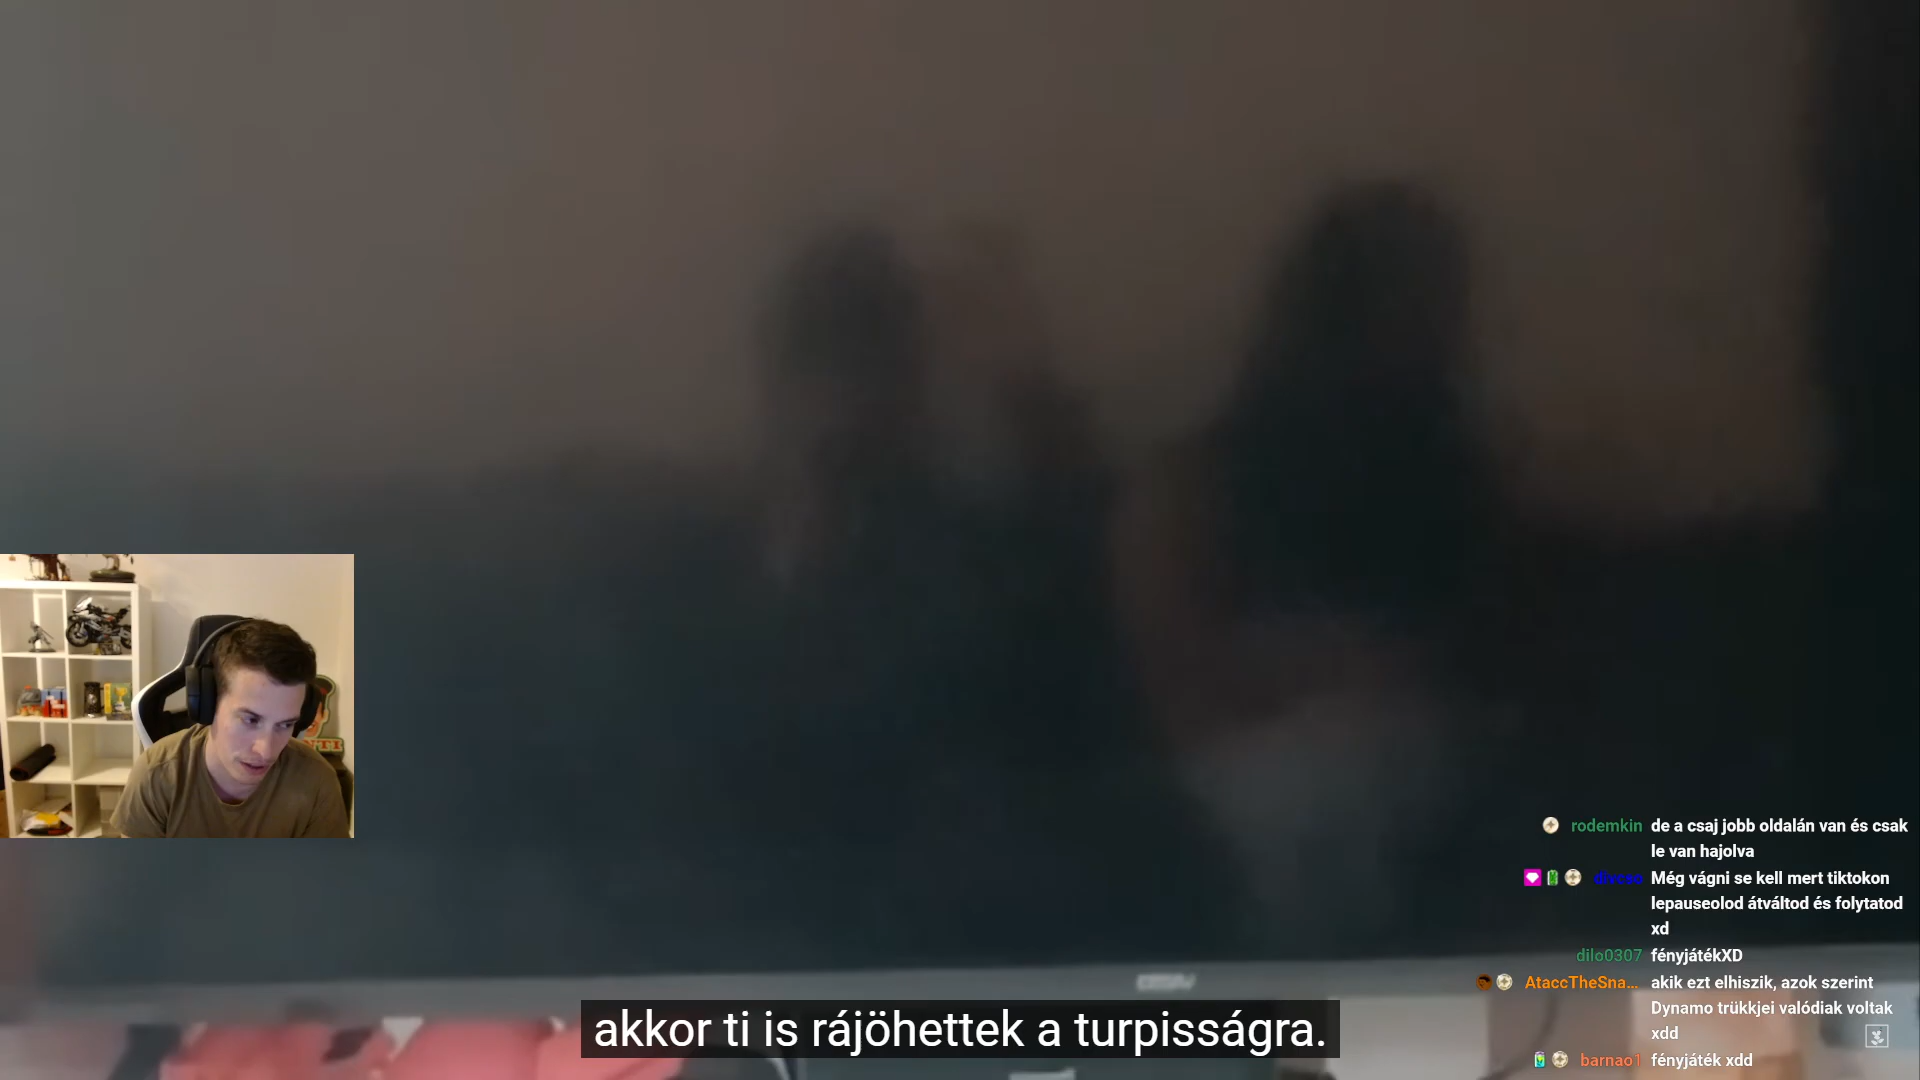 rodemkin de a csaj jobb oldalán van és csak
le van hajolva
divcso Még vágni se kell mert tiktokon
lepauseolod átváltod és folytatod
xd
dilo0307 fényjátékXD
AtaccTheSna... akik ezt elhiszik, azok szerint
Dynamo trükkjei valódiak voltak
xdd
barnao1 fényjáték xdd
akkor ti is rájöhettek a turpisságra.